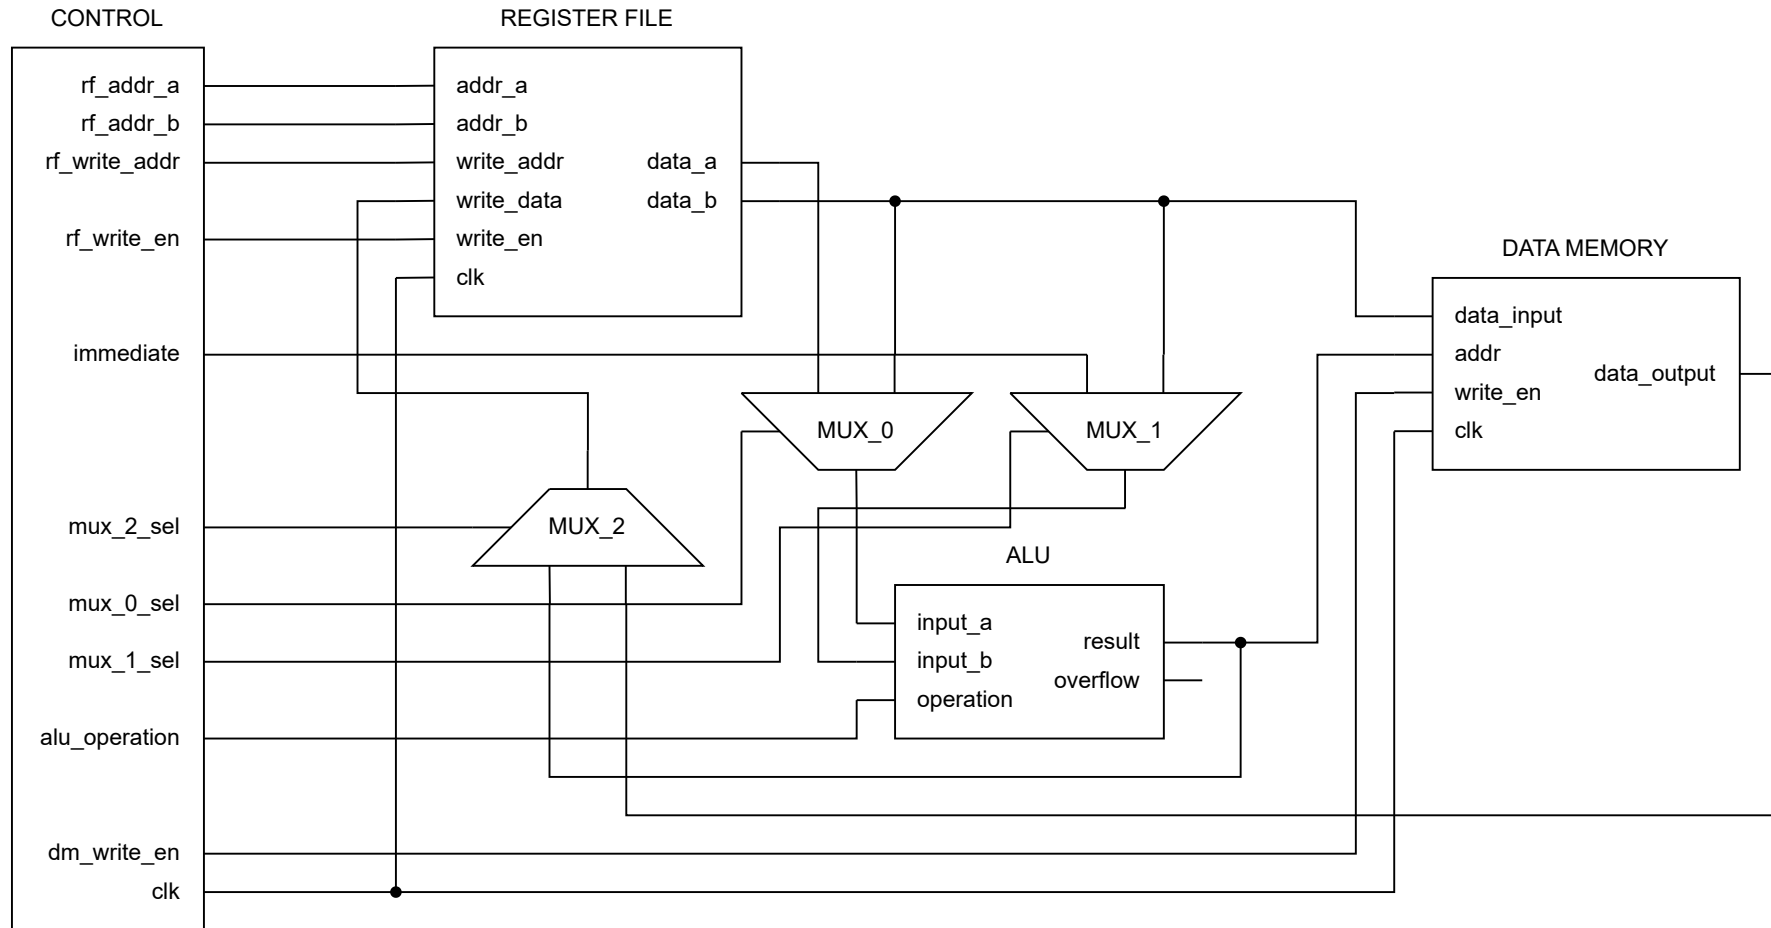 CONTROL
REGISTER FILE
rf_addr_a
rf_addr_b
rf_write_addr
rf_write_en
immediate
mux_2_sel
mux_0_sel
mux_1_sel
alu_operation
dm_write_en
clk
addr_a
addr_b
write_addr
write_data
write_en
clk
data_a
data_b
MUX_0
MUX_1
MUX_2
ALU
input_a
input_b
operation
result
overflow
DATA MEMORY
data_input
addr
write_en
clk
data_output